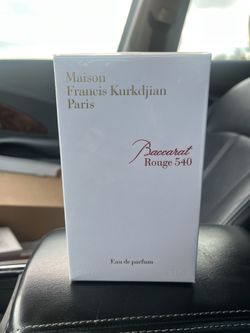 Maison
Francis Kurkdjian
Paris
Baccarat
Rouge 540
Eau de parfum